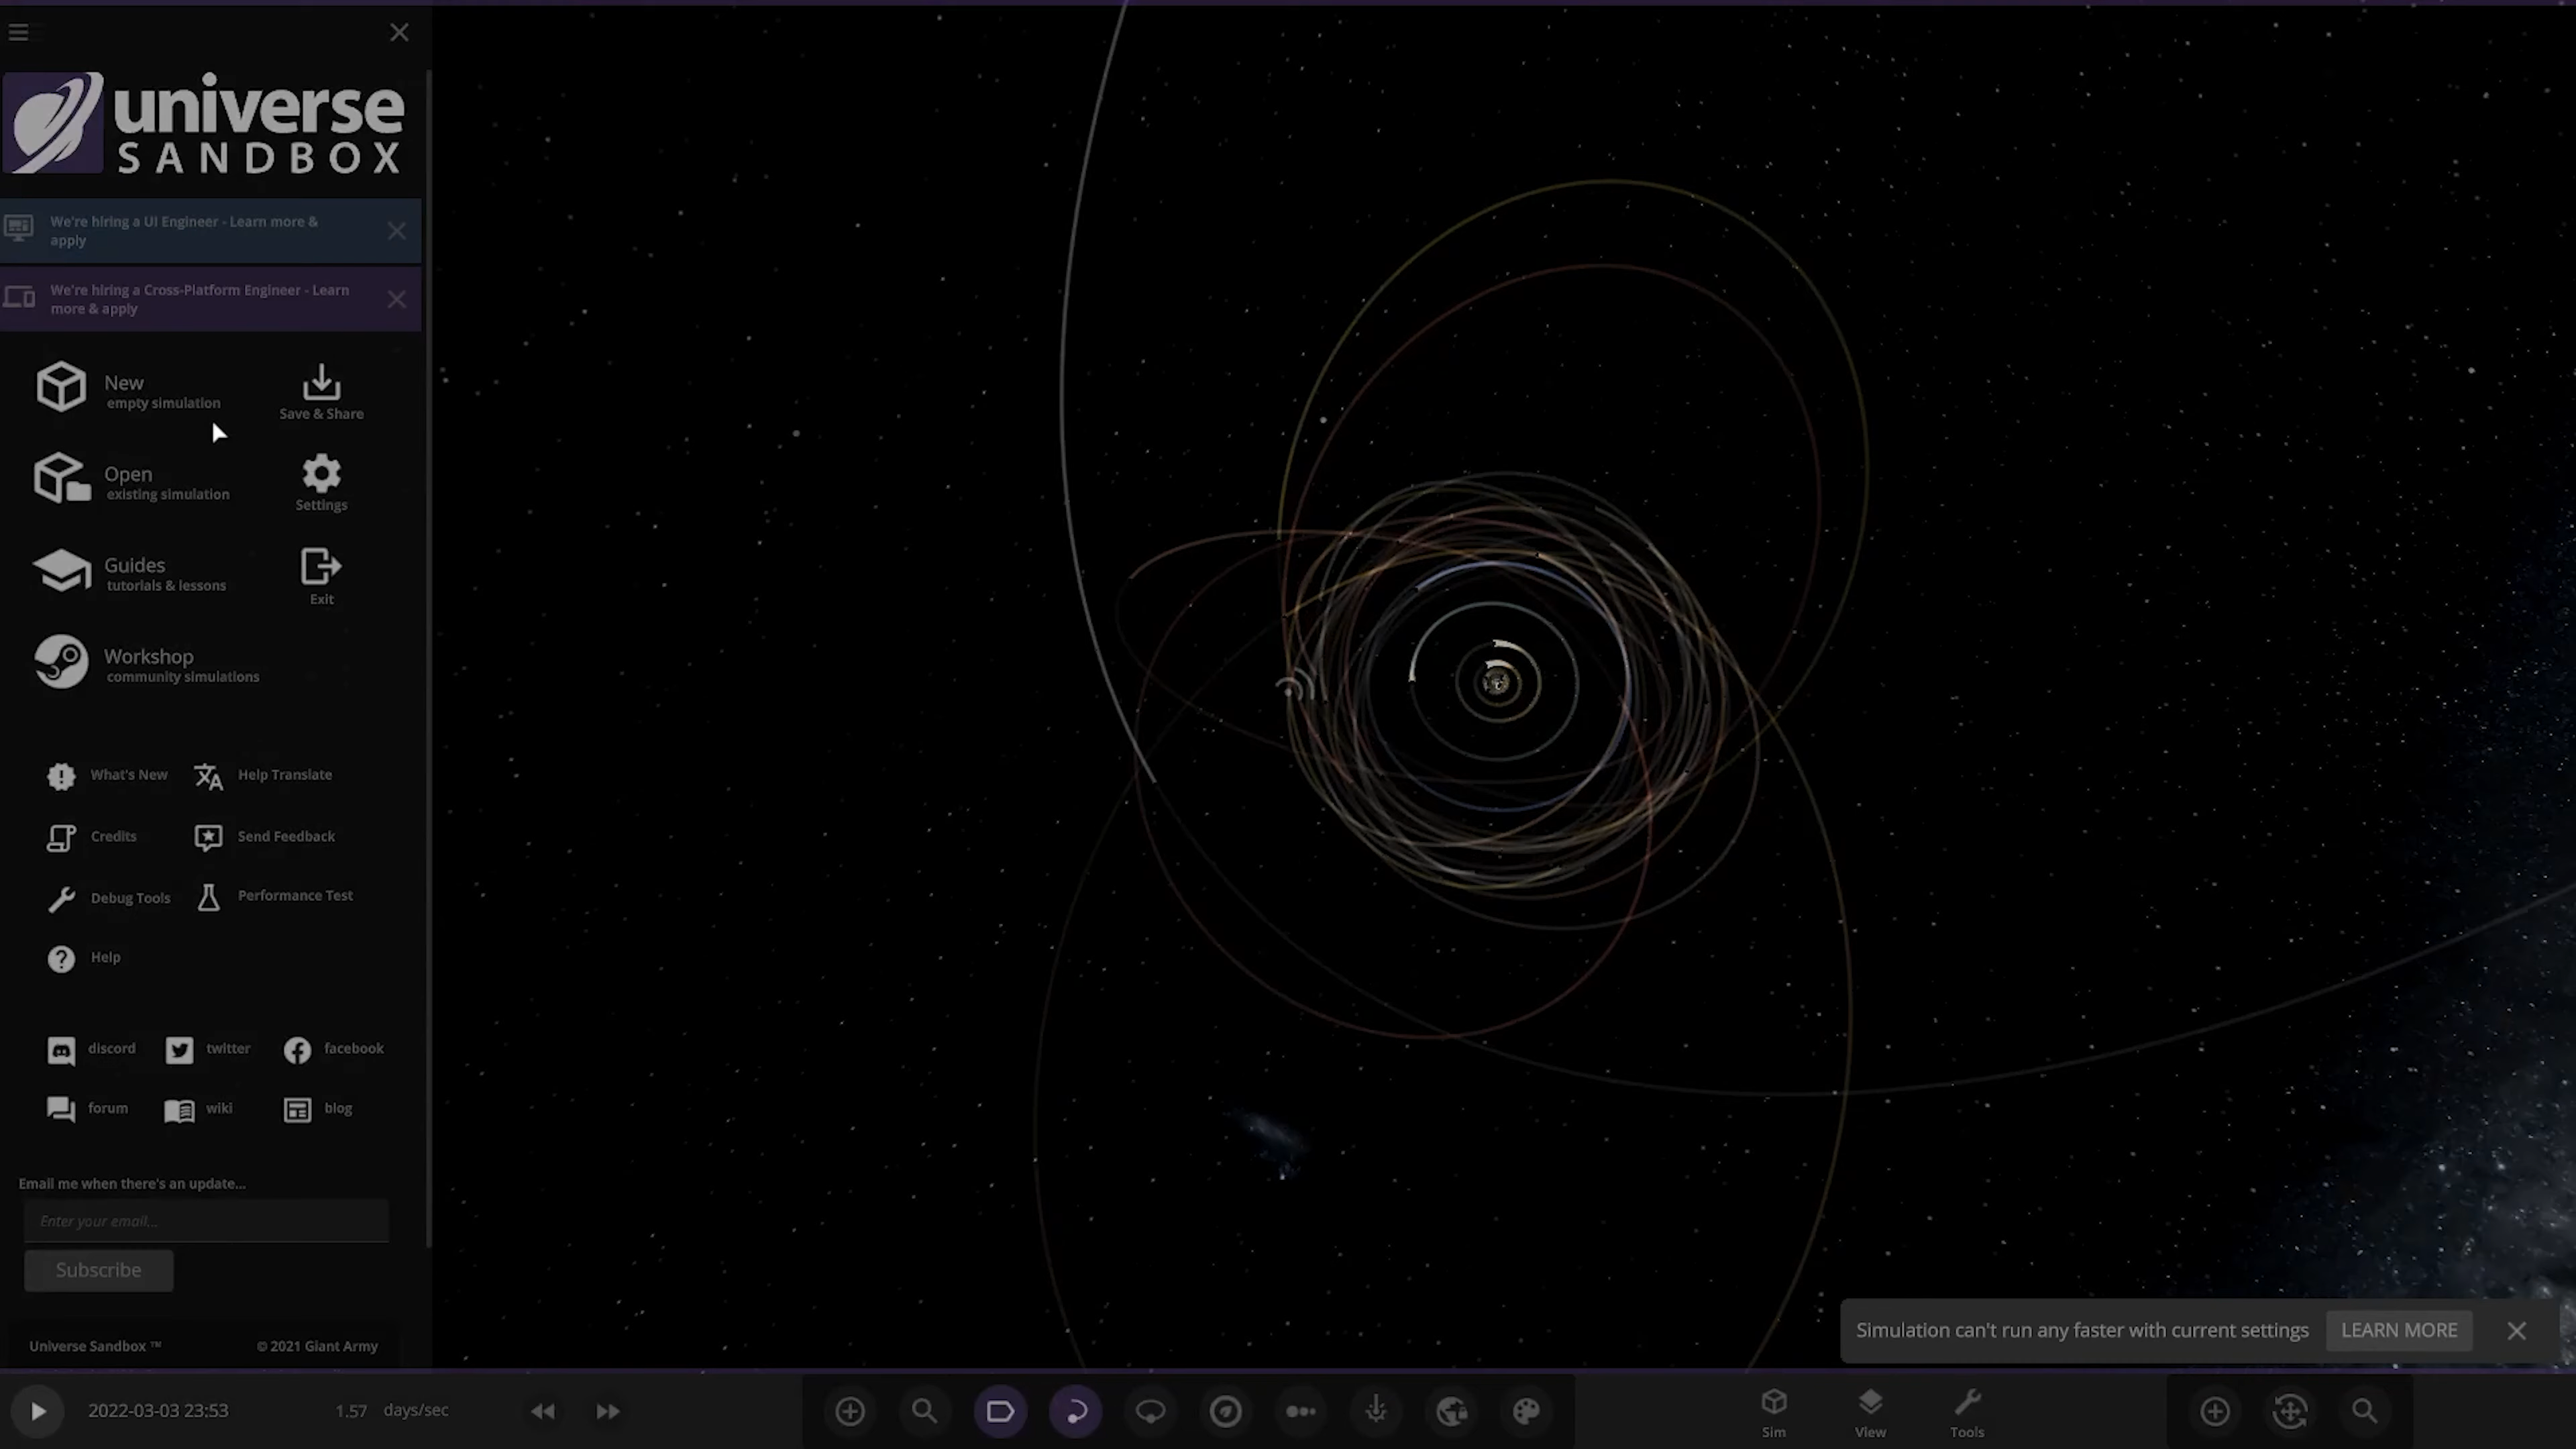 universe
SANDBOX
We're hiring a UI Engineer - Learn more &
apply
We're hiring a Cross-Platform Engineer - Learn
more & apply
New
empty simulation
Save & Share
Open
existing simulation
Settings
Guides
tutorials & lessons
Exit
Workshop
community simulations
What's New
Help Translate
Credits
Send Feedback
Debug Tools
Performance Test
Help
discord
twitter
facebook
forum
wiki
blog
Email me when there's an update...
Enter your email...
Subscribe
Universe Sandbox ™
© 2021 Giant Army
Simulation can't run any faster with current settings
LEARN MORE
2022-03-03 23:53
1.57 days/sec
Sim
View
Tools